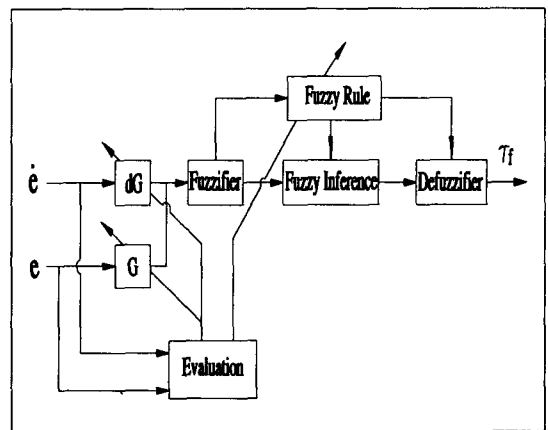 Fuzzy Rule
τf
ė
dG
Fuzzifier
Fuzzy Inference
Defuzzifier
e
G
Evaluation